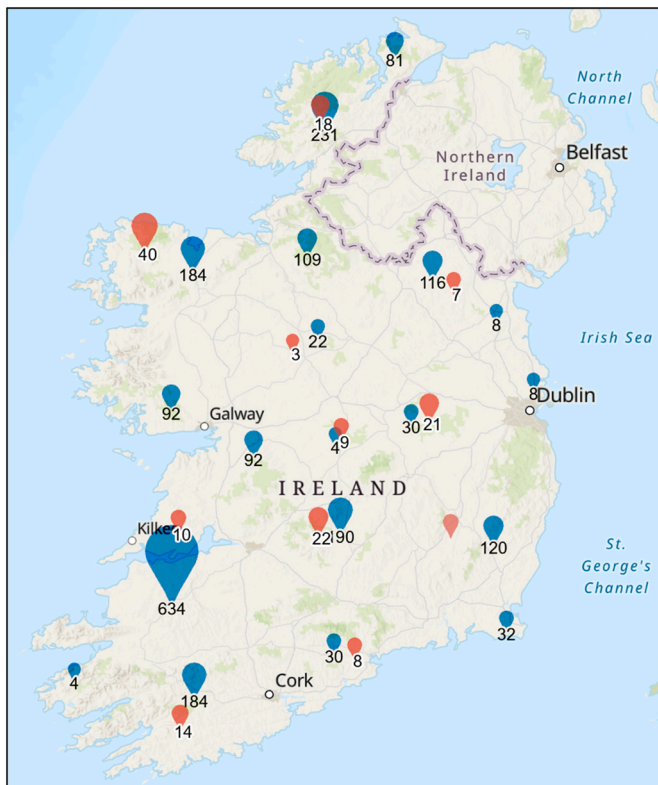 81
North
Channel
18
231
Belfast
Northern
Ireland
40
184
109
116
7
8
Irish Sea
3
22
8
Dublin
92
Galway
30
21
4
9
92
IRELAND
10
22
190
120
St.
George's
Channel
634
32
30
8
4
184
Cork
14